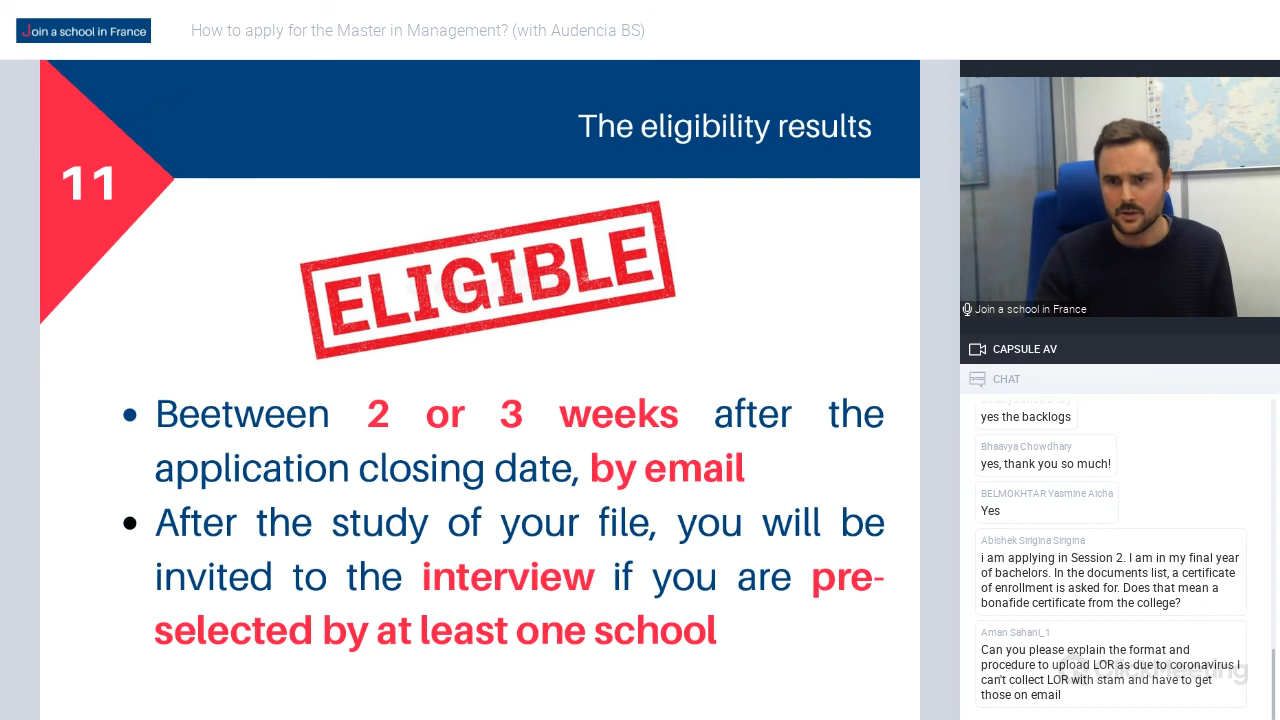 Join a school in France
How to apply for the Master in Management? (with Audencia BS)
The eligibility results
11
ELIGIBLE
Beetween 2 or 3 weeks after the
application closing date, by email
After the study of your file, you will be
invited to the interview if you are pre-
selected by at least one school
Join a school in France
CAPSULE AV
CHAT
yes the backlogs
Bhaavya Chowdhary
yes, thank you so much!
BELMOKHTAR Yasmine Aicha
Yes
Abishek Sirigina Sirigina
i am applying in Session 2. I am in my final year
of bachelors. In the documents list, a certificate
of enrollment is asked for. Does that mean a
bonafide certificate from the college?
Aman Sahani_1
Can you please explain the format and
procedure to upload LOR as due to coronavirus I
can't collect LOR with stam and have to get
those on email
ClickMeeting